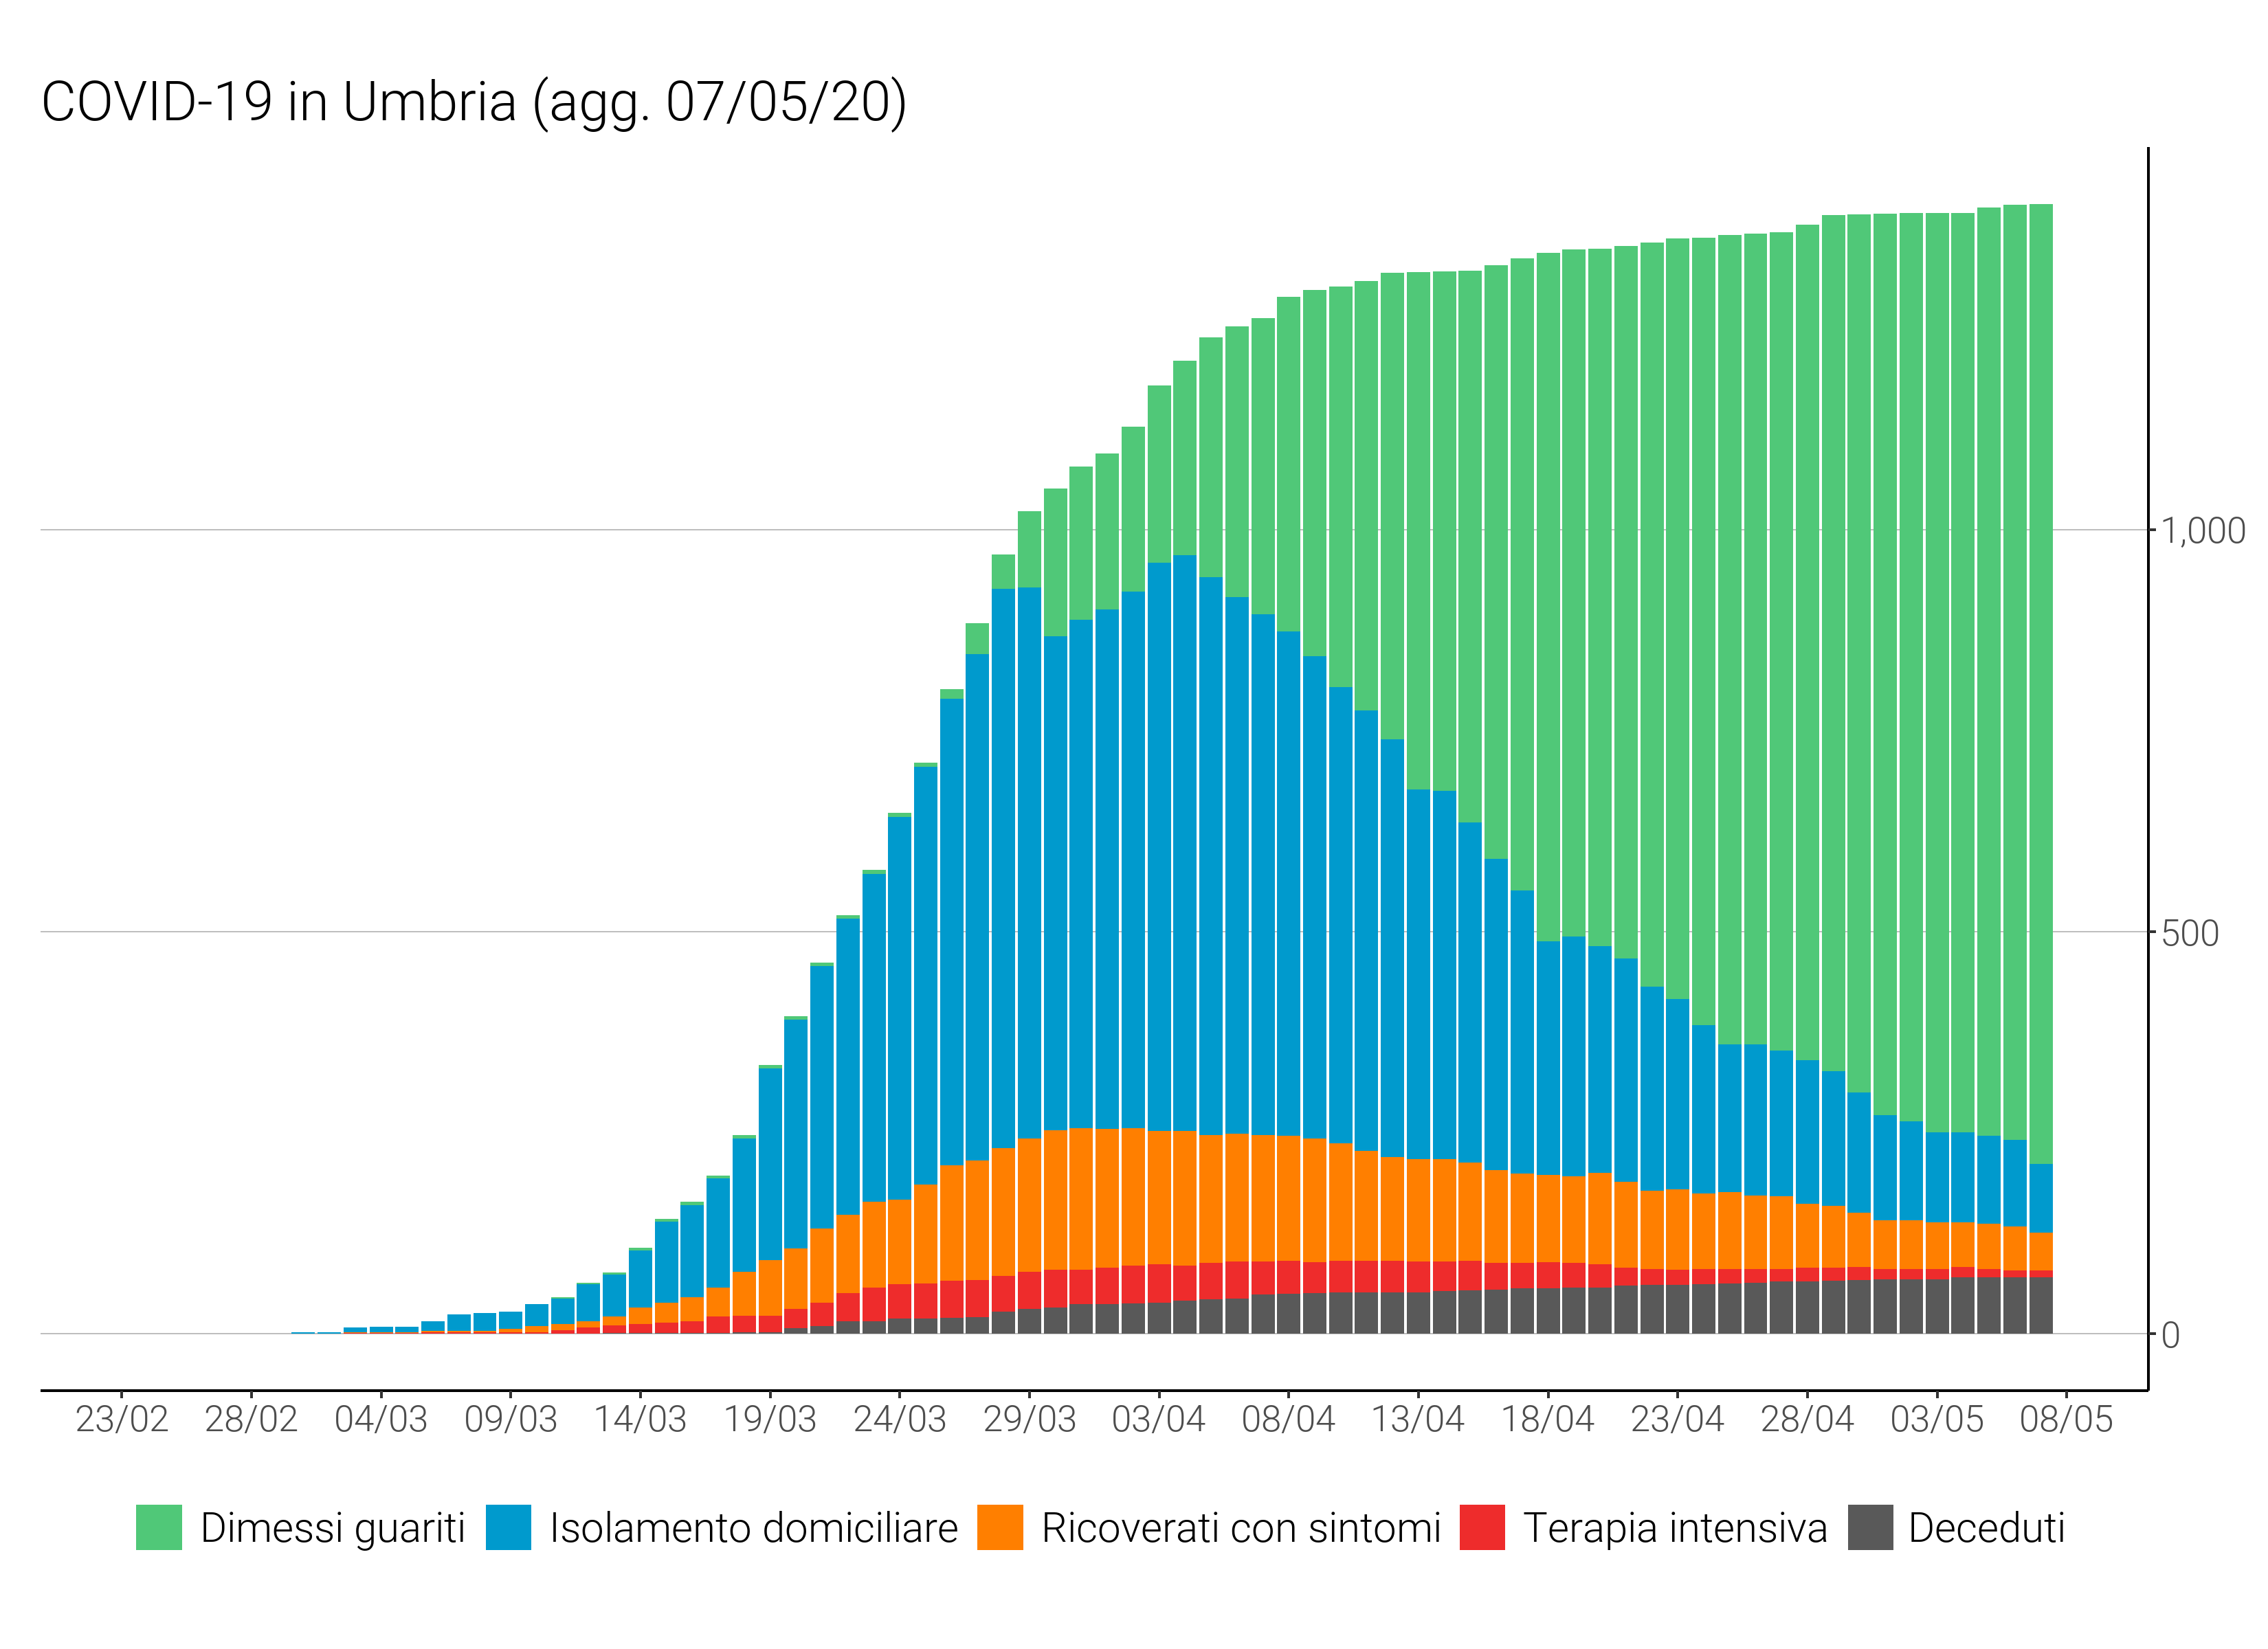 COVID-19 in Umbria (agg. 07/05/20)
1,000
500
0
23/02 28/02 04/03 09/03 14/03 19/03 24/03 29/03 03/04 08/04 13/04 18/04 23/04 28/04 03/05 08/05
Dimessi guariti Isolamento domiciliare Ricoverati con sintomi Terapia intensiva Deceduti